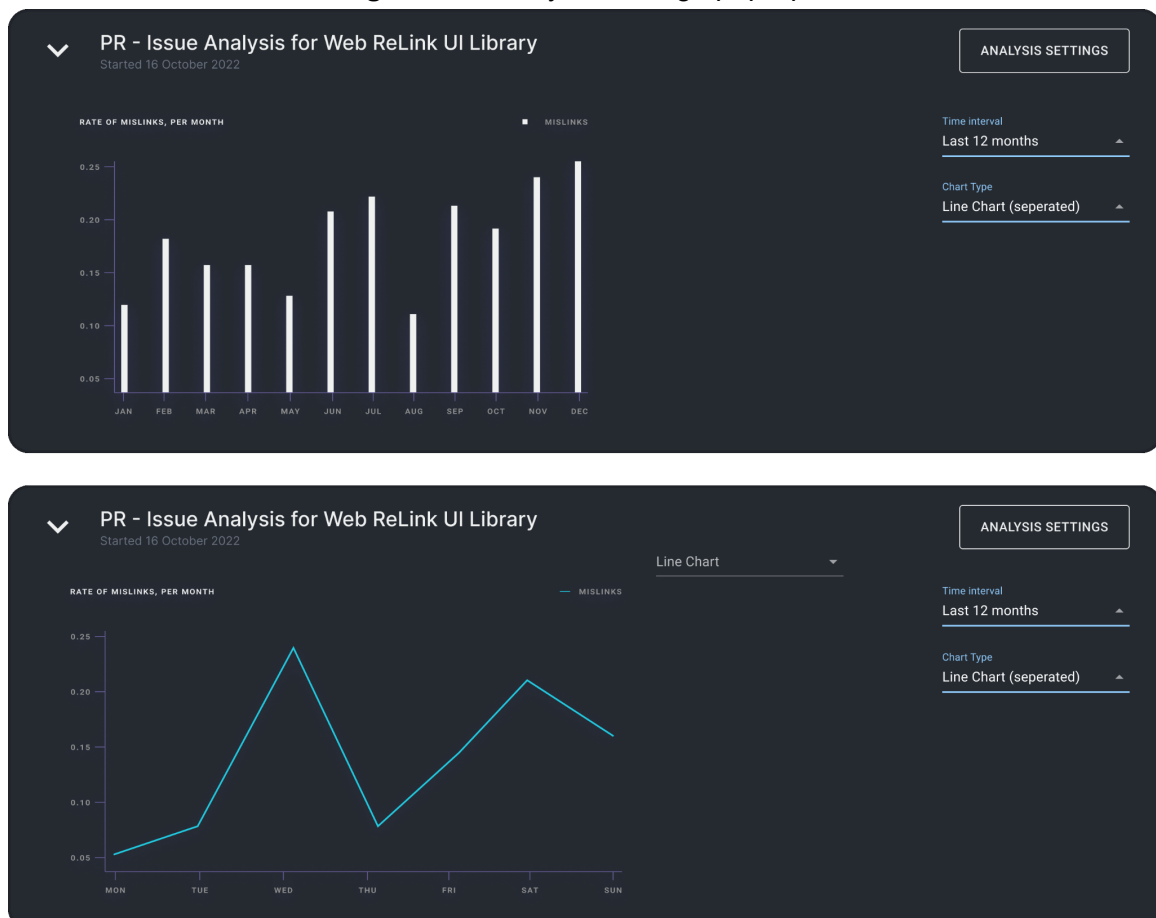 PR - Issue Analysis for Web ReLink UI Library
Started 16 October 2022
ANALYSIS SETTINGS
RATE OF MISLINKS, PER MONTH
MISLINKS
Time interval
Last 12 months
Chart Type
Line Chart (seperated)
0.25
0.20
0.15
0.10
0.05
JAN FEB MAR APR MAY JUN JUL AUG SEP OCT NOV DEC
PR - Issue Analysis for Web ReLink UI Library
Started 16 October 2022
ANALYSIS SETTINGS
Line Chart
RATE OF MISLINKS, PER MONTH
MISLINKS
Time interval
Last 12 months
Chart Type
Line Chart (seperated)
0.25
0.20
0.15
0.10
0.05
MON TUE WED THU FRI SAT SUN